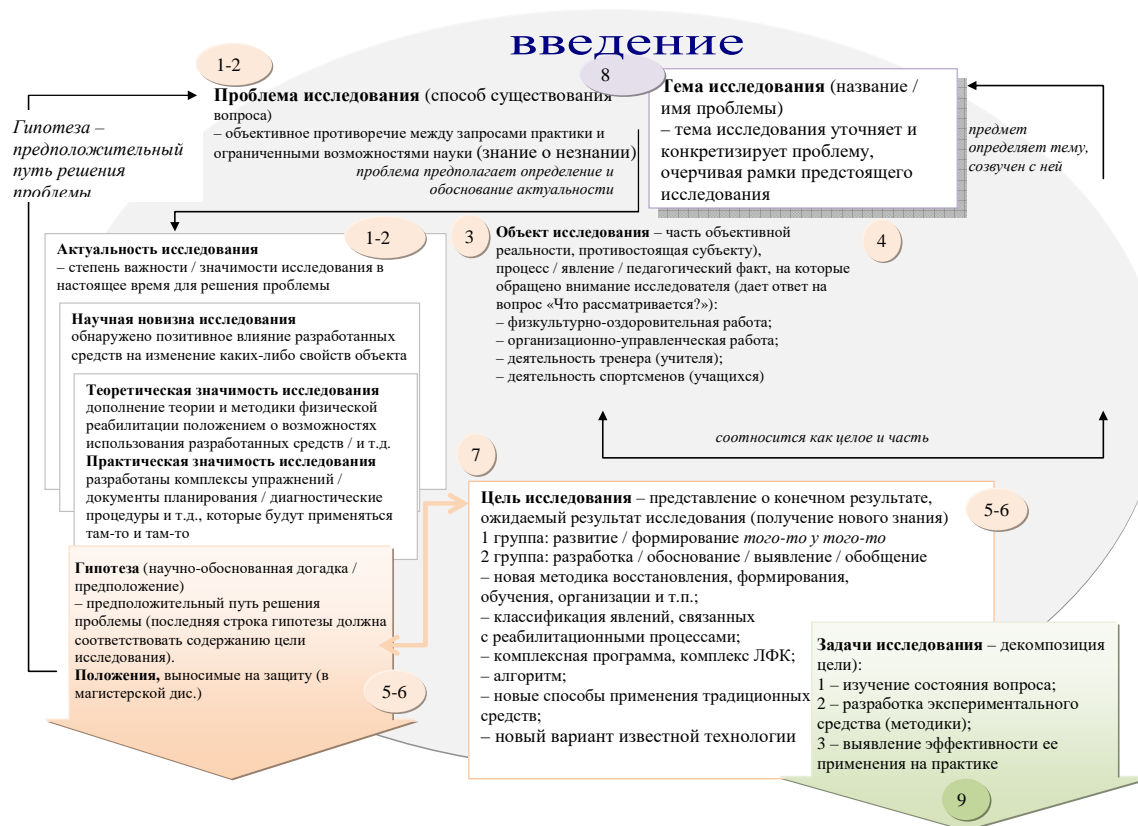 введение
1-2
Проблема исследования (способ существования
вопроса)
– объективное противоречие между запросами практики и
ограниченными возможностями науки (знание о незнании)
проблема предполагает определение и
обоснование актуальности
8
Тема исследования (название /
имя проблемы)
– тема исследования уточняет и
конкретизирует проблему,
очерчивая рамки предстоящего
исследования
Гипотеза –
предположительный
путь решения
проблемы
предмет
определяет тему,
созвучен с ней
1-2
Актуальность исследования
– степень важности / значимости исследования в
настоящее время для решения проблемы
Научная новизна исследования
обнаружено позитивное влияние разработанных
средств на изменение каких-либо свойств объекта
Теоретическая значимость исследования
дополнение теории и методики физической
реабилитации положением о возможностях
использования разработанных средств / и т.д.
Практическая значимость исследования
разработаны комплексы упражнений /
документы планирования / диагностические
процедуры и т.д., которые будут применяться
там-то и там-то
3
Объект исследования – часть объективной
реальности, противостоящая субъекту),
процесс / явление / педагогический факт, на которые
обращено внимание исследователя (дает ответ на
вопрос «Что рассматривается?»):
– физкультурно-оздоровительная работа;
– организационно-управленческая работа;
– деятельность тренера (учителя);
– деятельность спортсменов (учащихся)
4
соотносится как целое и часть
7
Цель исследования – представление о конечном результате,
ожидаемый результат исследования (получение нового знания)
1 группа: развитие / формирование того-то у того-то
2 группа: разработка / обоснование / выявление / обобщение
– новая методика восстановления, формирования,
обучения, организации и т.п.;
– классификация явлений, связанных
с реабилитационными процессами;
– комплексная программа, комплекс ЛФК;
– алгоритм;
– новые способы применения традиционных
средств;
– новый вариант известной технологии
5-6
Гипотеза (научно-обоснованная догадка /
предположение)
– предположительный путь решения
проблемы (последняя строка гипотезы должна
соответствовать содержанию цели
исследования).
Положения, выносимые на защиту (в
магистерской дис.)
5-6
Задачи исследования – декомпозиция
цели):
1 – изучение состояния вопроса;
2 – разработка экспериментального
средства (методики);
3 – выявление эффективности ее
применения на практике
9